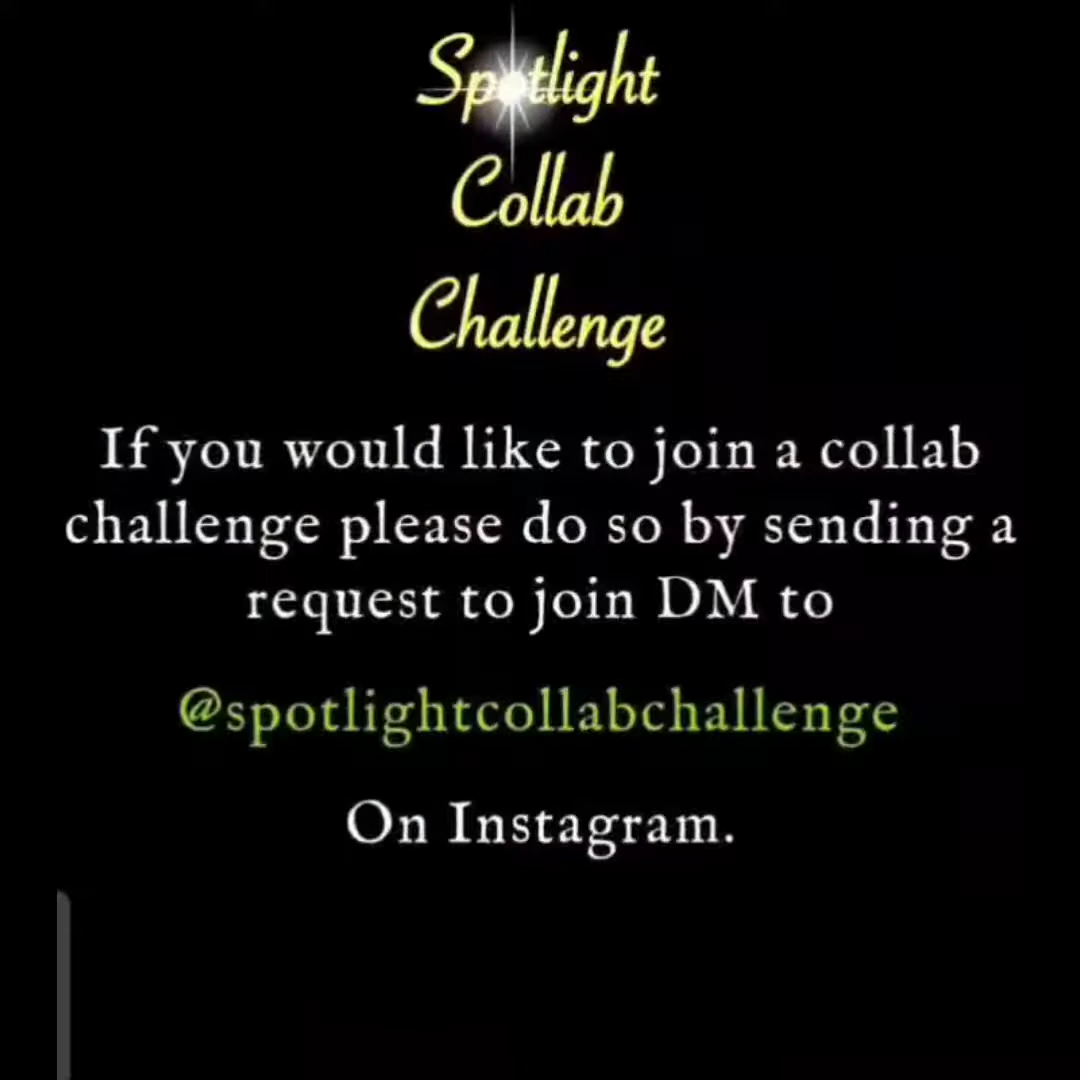 Spotlight
Collab
Challenge
If you would like to join a collab
challenge please do so by sending a
request to join DM to
@spotlightcollabchallenge
On Instagram.